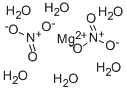 H₂O H₂O H₂O
⁻O O⁻ ⁻O O
N⁺ Mg²⁺ N⁺
O O⁻
H₂O H₂O H₂O